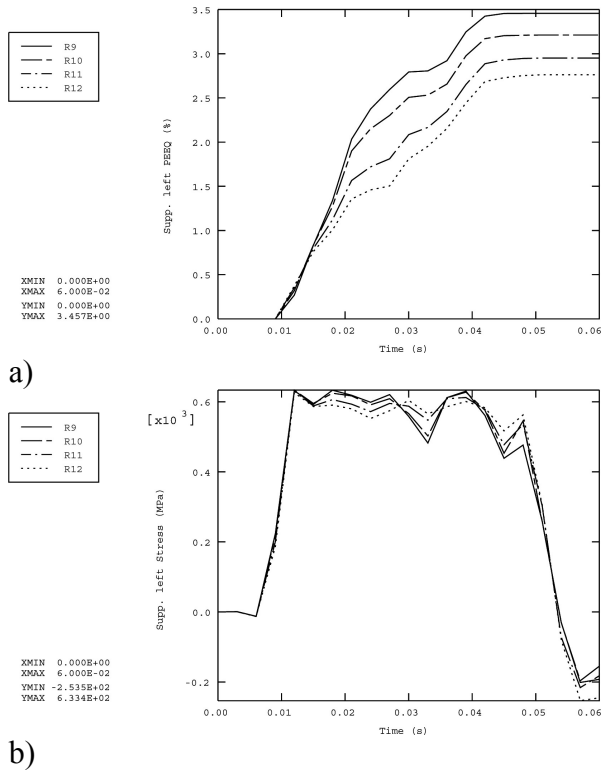 R9
R10
R11
R12
XMIN 0.000E+00
XMAX 6.000E-02
YMIN 0.000E+00
YMAX 3.457E+00
Supp. left PEEQ (%)
3.5
3.0
2.5
2.0
1.5
1.0
0.5
0.0
0.00 0.01 0.02 0.03 0.04 0.05 0.06
Time (s)
a)
R9
R10
R11
R12
XMIN 0.000E+00
XMAX 6.000E-02
YMIN -2.535E+02
YMAX 6.334E+02
[x10 3]
Supp. left Stress (MPa)
0.6
0.4
0.2
0.0
-0.2
0.00 0.01 0.02 0.03 0.04 0.05 0.06
Time (s)
b)